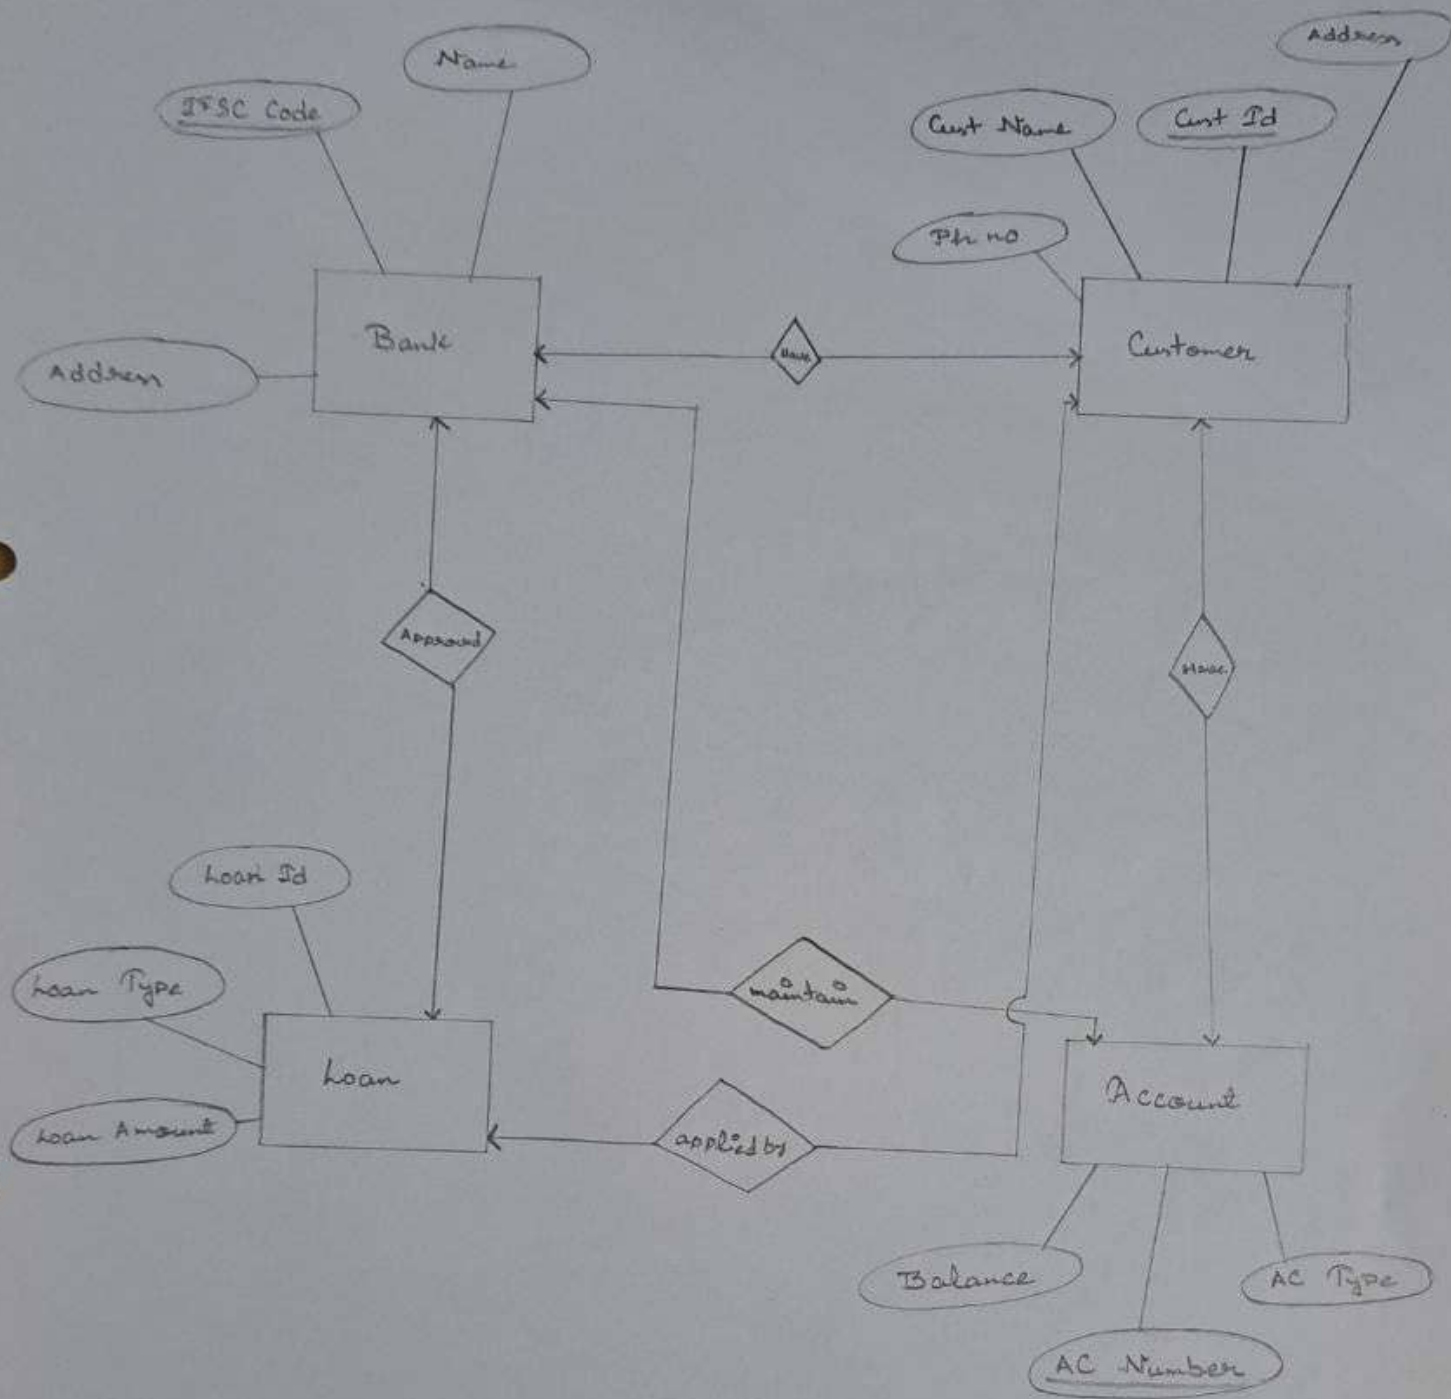 Name
Address
IFSC Code
Cust Name
Cust Id
Ph no
Bank
Have
Customer
Address
Approved
Have
Loan Id
Loan Type
maintain
Loan
Account
Loan Amount
applied by
Balance
AC Type
AC Number